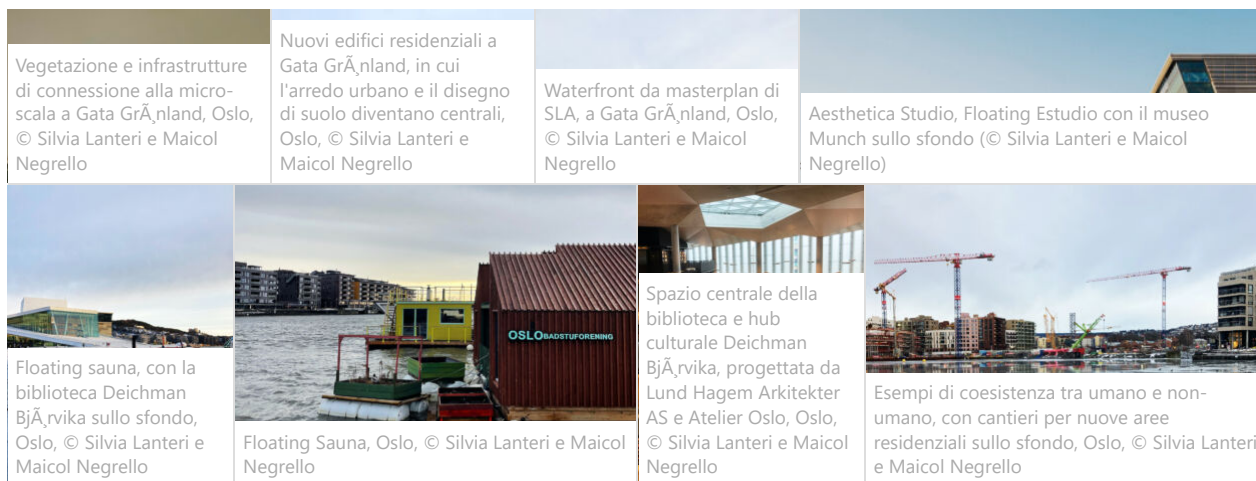 Vegetazione e infrastrutture
di connessione alla micro-
scala a Gata GrÃ¸nland, Oslo,
© Silvia Lanteri e Maicol
Negrello
Nuovi edifici residenziali a
Gata GrÃ¸nland, in cui
l'arredo urbano e il disegno
di suolo diventano centrali,
Oslo, © Silvia Lanteri e
Maicol Negrello
Waterfront da masterplan di
SLA, a Gata GrÃ¸nland, Oslo,
© Silvia Lanteri e Maicol
Negrello
Aesthetica Studio, Floating Estudio con il museo
Munch sullo sfondo (© Silvia Lanteri e Maicol
Negrello)
Floating sauna, con la
biblioteca Deichman
BjÃ¸rvika sullo sfondo,
Oslo, © Silvia Lanteri e
Maicol Negrello
OSLOBADSTUFORENING
Floating Sauna, Oslo, © Silvia Lanteri e Maicol
Negrello
Spazio centrale della
biblioteca e hub
culturale Deichman
BjÃ¸rvika, progettata da
Lund Hagem Arkitekter
AS e Atelier Oslo, Oslo,
© Silvia Lanteri e Maicol
Negrello
Esempi di coesistenza tra umano e non-
umano, con cantieri per nuove aree
residenziali sullo sfondo, Oslo, © Silvia Lanteri
e Maicol Negrello